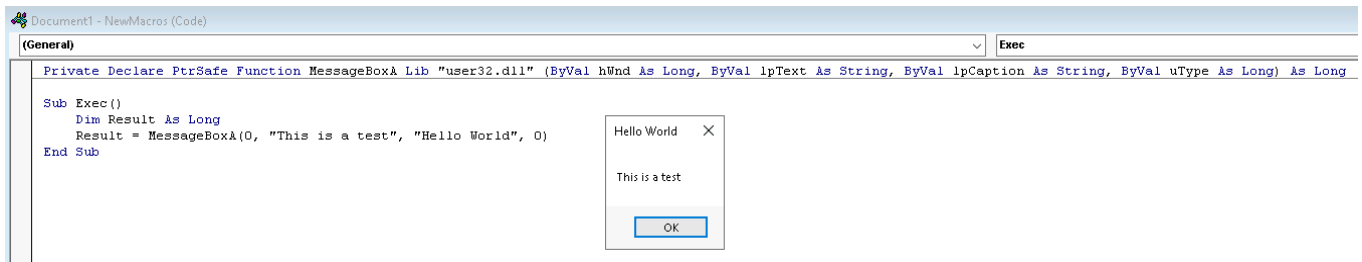 Document1 - NewMacros (Code)
(General) Exec
Private Declare PtrSafe Function MessageBoxA Lib "user32.dll" (ByVal hWnd As Long, ByVal lpText As String, ByVal lpCaption As String, ByVal uType As Long) As Long
Sub Exec()
Dim Result As Long
Result = MessageBoxA(0, "This is a test", "Hello World", 0)
End Sub
Hello World
This is a test
OK